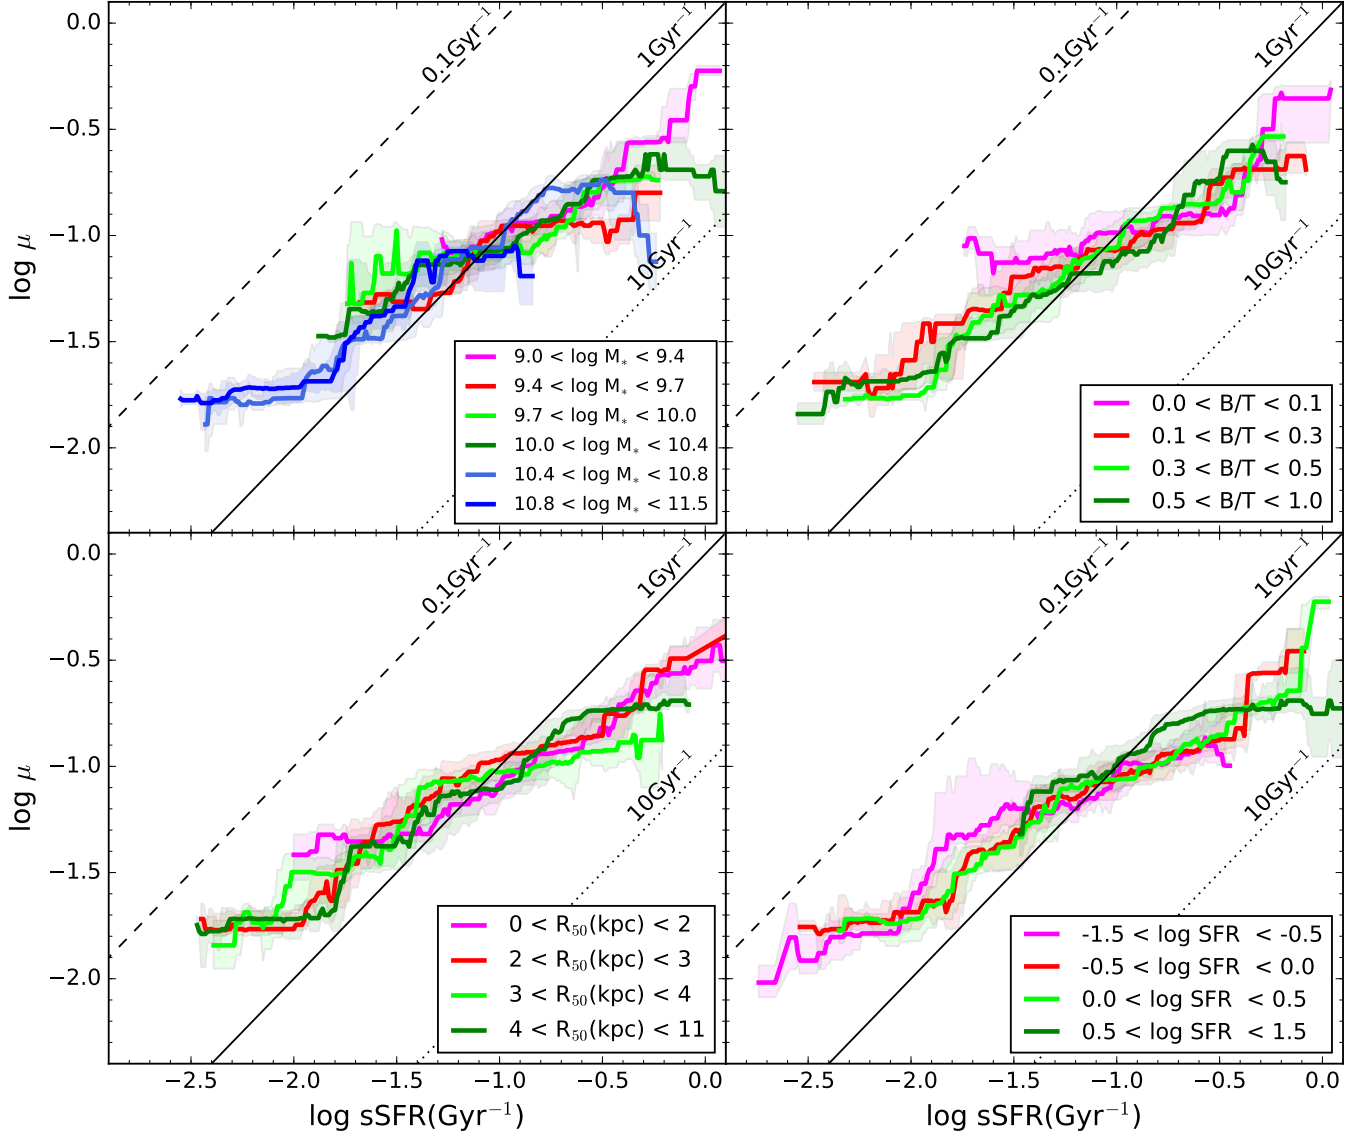 0.0
−0.5
−1.0
−1.5
−2.0
log μ
0.1Gyr⁻¹
1Gyr⁻¹
10Gyr⁻¹
9.0 < log M* < 9.4
9.4 < log M* < 9.7
9.7 < log M* < 10.0
10.0 < log M* < 10.4
10.4 < log M* < 10.8
10.8 < log M* < 11.5
0.1Gyr⁻¹
1Gyr⁻¹
10Gyr⁻¹
0.0 < B/T < 0.1
0.1 < B/T < 0.3
0.3 < B/T < 0.5
0.5 < B/T < 1.0
0.0
−0.5
−1.0
−1.5
−2.0
log μ
0.1Gyr⁻¹
1Gyr⁻¹
10Gyr⁻¹
0 < R₅₀(kpc) < 2
2 < R₅₀(kpc) < 3
3 < R₅₀(kpc) < 4
4 < R₅₀(kpc) < 11
0.1Gyr⁻¹
1Gyr⁻¹
10Gyr⁻¹
-1.5 < log SFR < -0.5
-0.5 < log SFR < 0.0
0.0 < log SFR < 0.5
0.5 < log SFR < 1.5
−2.5 −2.0 −1.5 −1.0 −0.5 0.0
log sSFR(Gyr⁻¹)
−2.5 −2.0 −1.5 −1.0 −0.5 0.0
log sSFR(Gyr⁻¹)